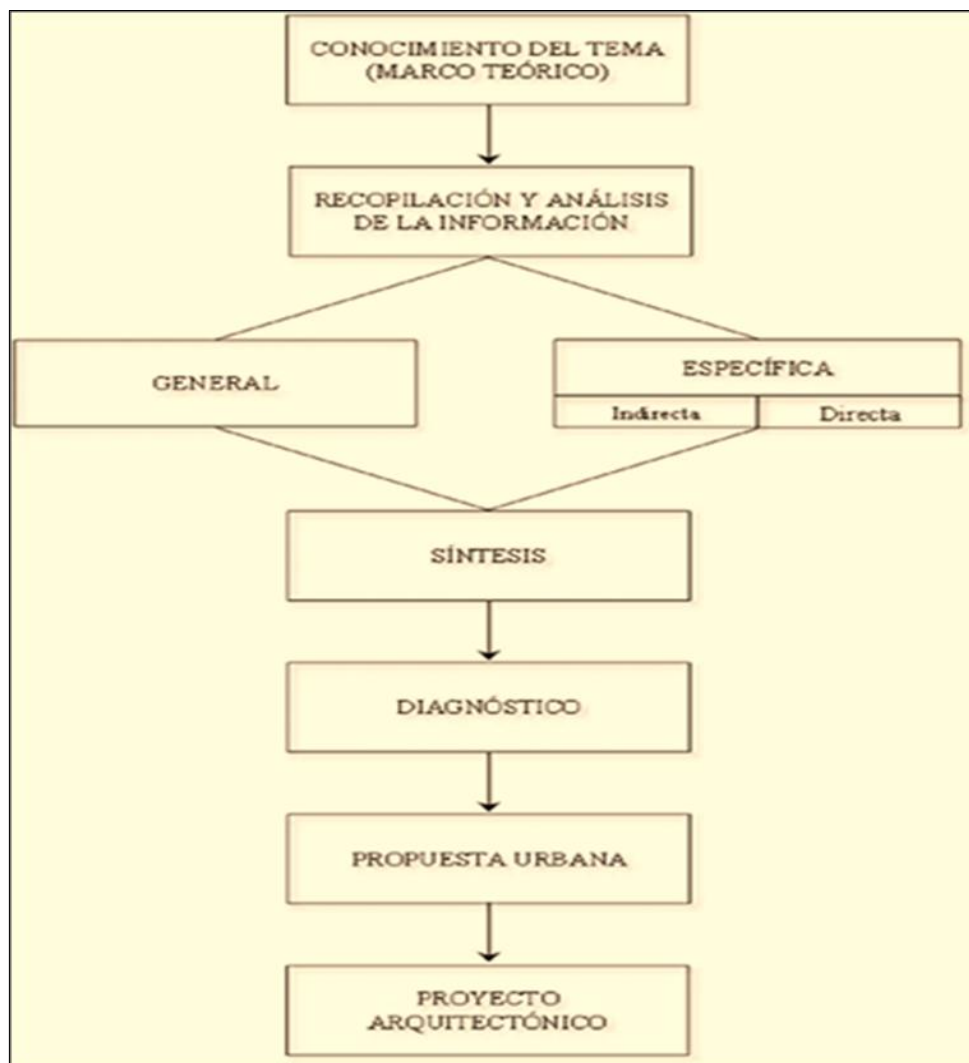 CONOCIMIENTO DEL TEMA
(MARCO TEÓRICO)
RECOPILACIÓN Y ANÁLISIS
DE LA INFORMACIÓN
GENERAL
ESPECÍFICA
Indirecta
Directa
SÍNTESIS
DIAGNÓSTICO
PROPUESTA URBANA
PROYECTO
ARQUITECTÓNICO